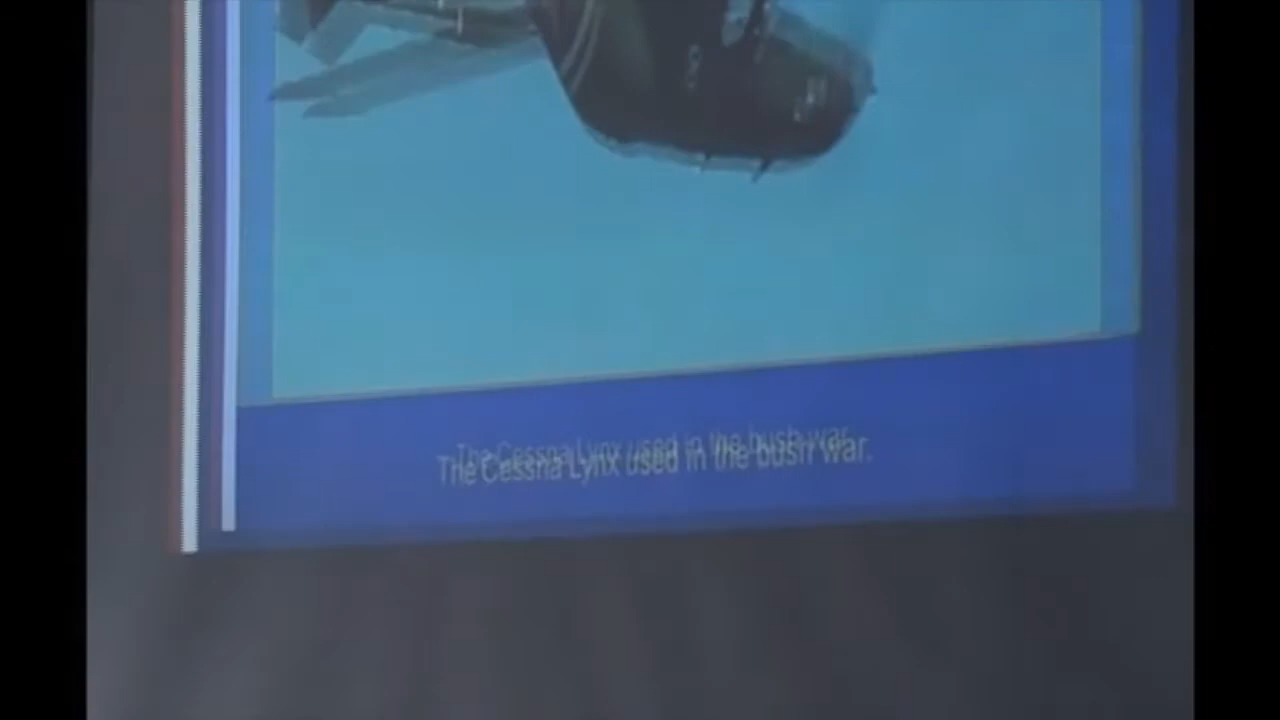 The Cessna Lynx used in the bush war.